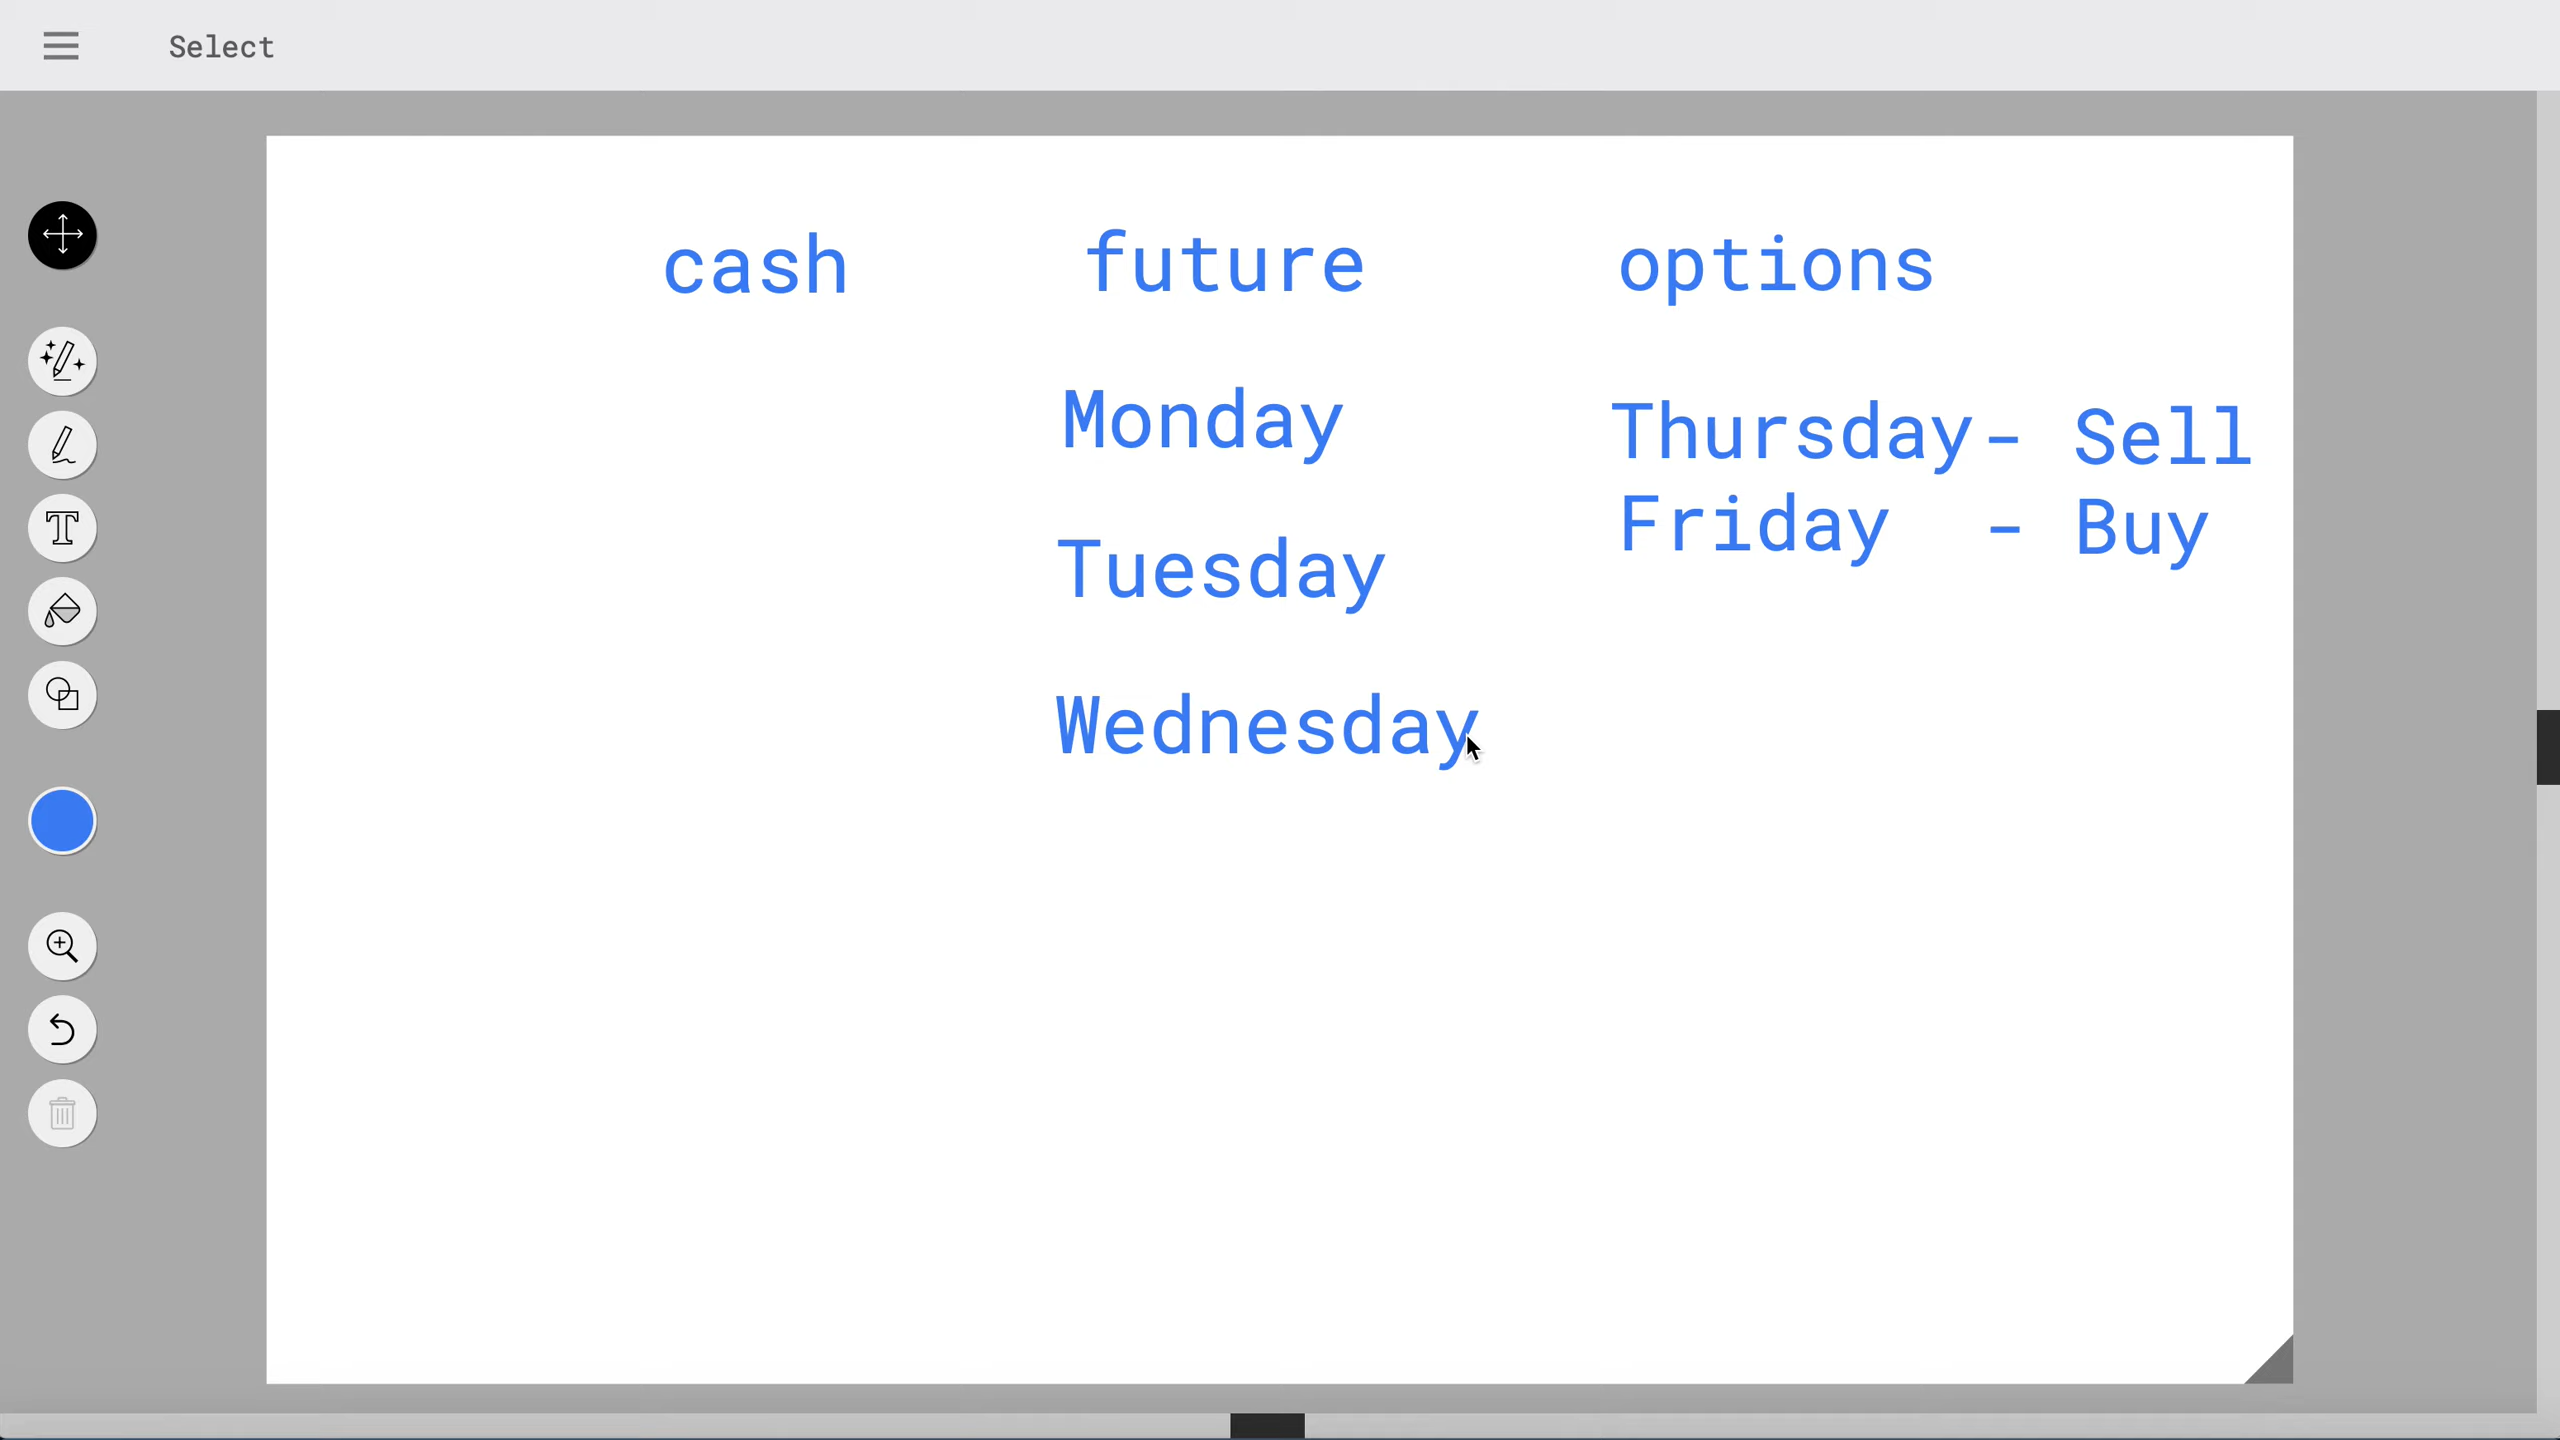 Select
cash future options
Monday
Thursday- Sell
Friday - Buy
Tuesday
Wednesday